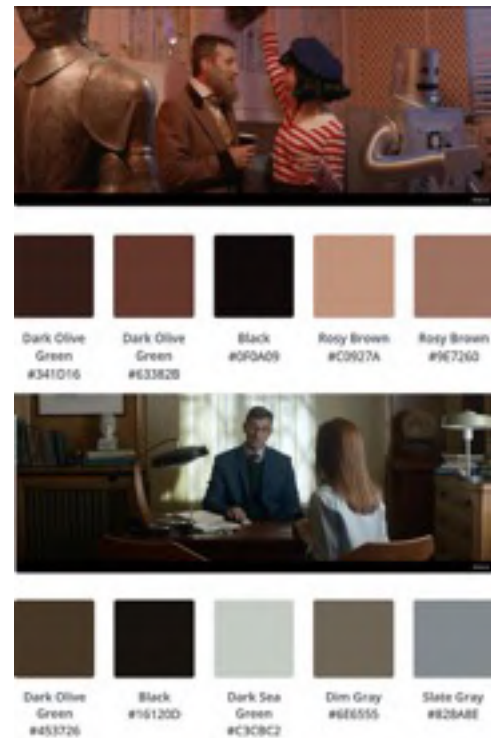 Dark Olive
Green
#341D16
Dark Olive
Green
#63382B
Black
#0F0A09
Rosy Brown
#C0927A
Rosy Brown
#9E7260
Dark Olive
Green
#453726
Black
#16120D
Dark Sea
Green
#C3CBC2
Dim Gray
#6E6555
Slate Gray
#828A8E